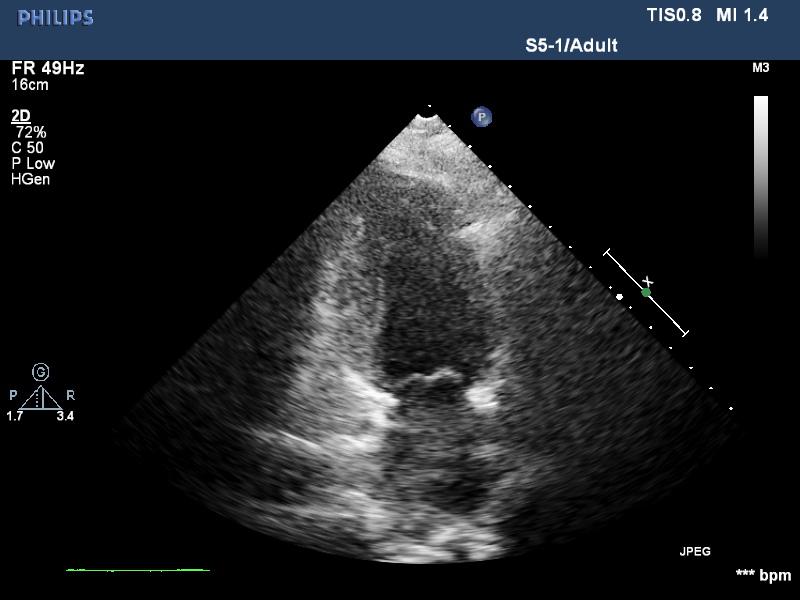 PHILIPS
TIS0.8 MI 1.4
S5-1/Adult
FR 49Hz
16cm
M3
2D
72%
C 50
P Low
HGen
P
G
P R
1.7 3.4
JPEG
*** bpm